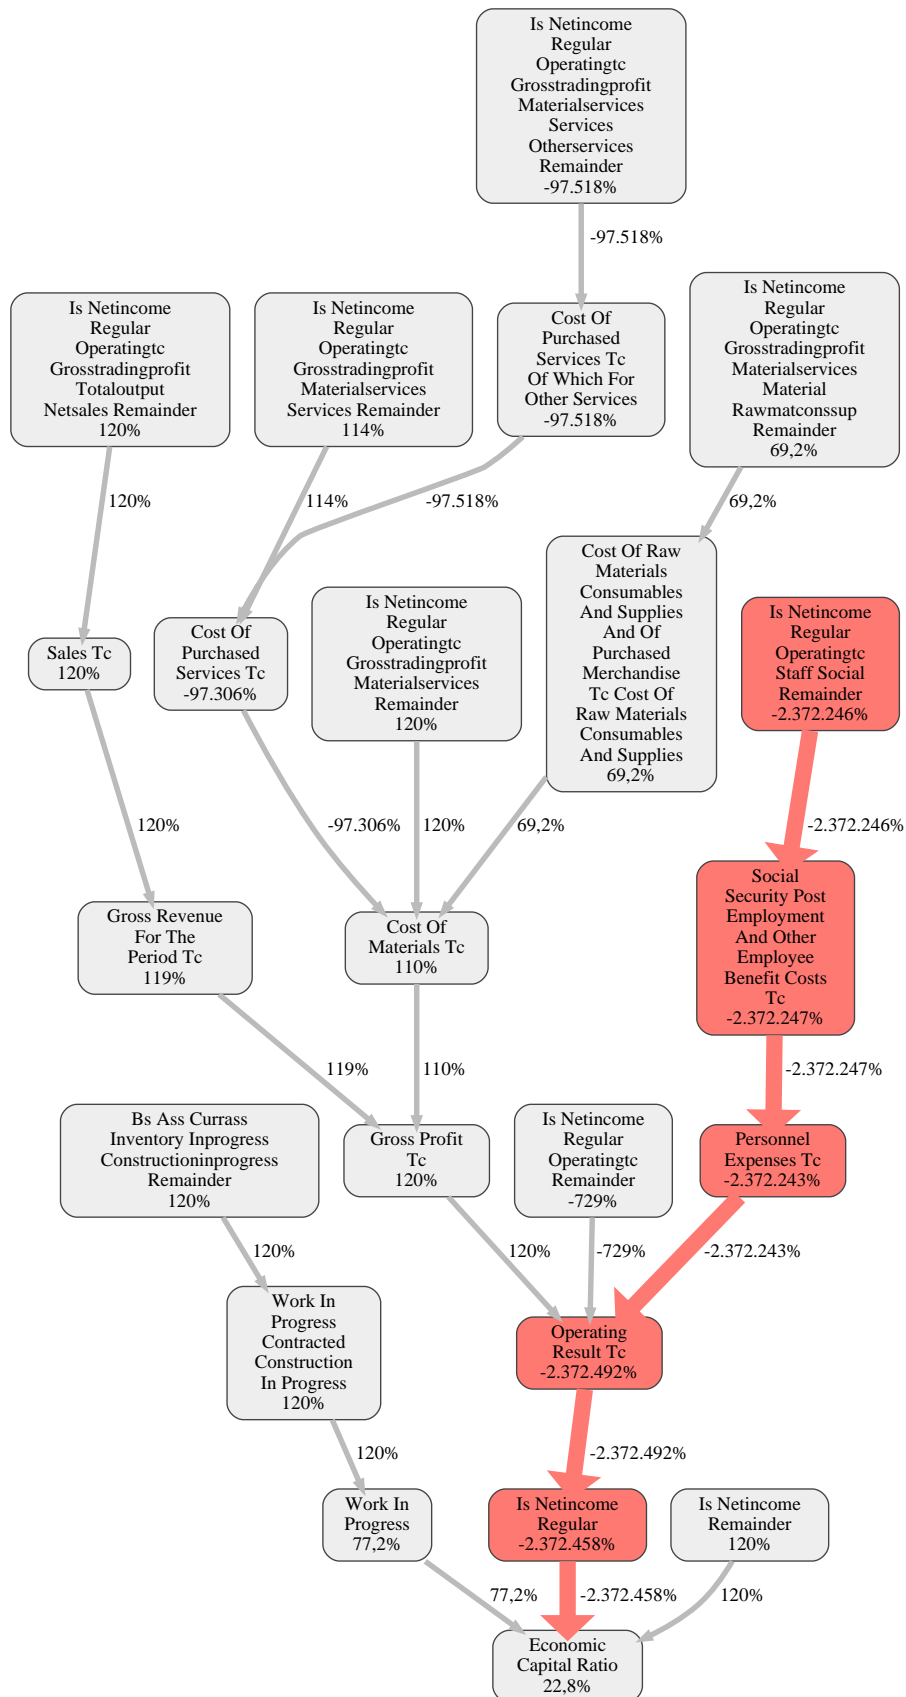 Is Netincome
Regular
Operatingtc
Grosstradingprofit
Materialservices
Services
Otherservices
Remainder
-97.518%
-97.518%
Is Netincome
Regular
Operatingtc
Grosstradingprofit
Totaloutput
Netsales Remainder
120%
Is Netincome
Regular
Operatingtc
Grosstradingprofit
Materialservices
Services Remainder
114%
Cost Of
Purchased
Services Tc
Of Which For
Other Services
-97.518%
Is Netincome
Regular
Operatingtc
Grosstradingprofit
Materialservices
Material
Rawmatconssup
Remainder
69,2%
120%
114%
-97.518%
69,2%
Sales Tc
120%
Cost Of
Purchased
Services Tc
-97.306%
Is Netincome
Regular
Operatingtc
Grosstradingprofit
Materialservices
Remainder
120%
Cost Of Raw
Materials
Consumables
And Supplies
And Of
Purchased
Merchandise
Tc Cost Of
Raw Materials
Consumables
And Supplies
69,2%
Is Netincome
Regular
Operatingtc
Staff Social
Remainder
-2.372.246%
120%
-97.306%
120%
69,2%
-2.372.246%
Gross Revenue
For The
Period Tc
119%
Cost Of
Materials Tc
110%
Social
Security Post
Employment
And Other
Employee
Benefit Costs
Tc
-2.372.247%
119%
110%
-2.372.247%
Bs Ass Currass
Inventory Inprogress
Constructioninprogress
Remainder
120%
Gross Profit
Tc
120%
Is Netincome
Regular
Operatingtc
Remainder
-729%
Personnel
Expenses Tc
-2.372.243%
120%
120%
-729%
-2.372.243%
Work In
Progress
Contracted
Construction
In Progress
120%
Operating
Result Tc
-2.372.492%
120%
-2.372.492%
Work In
Progress
77,2%
Is Netincome
Regular
-2.372.458%
Is Netincome
Remainder
120%
77,2%
-2.372.458%
120%
Economic
Capital Ratio
22,8%